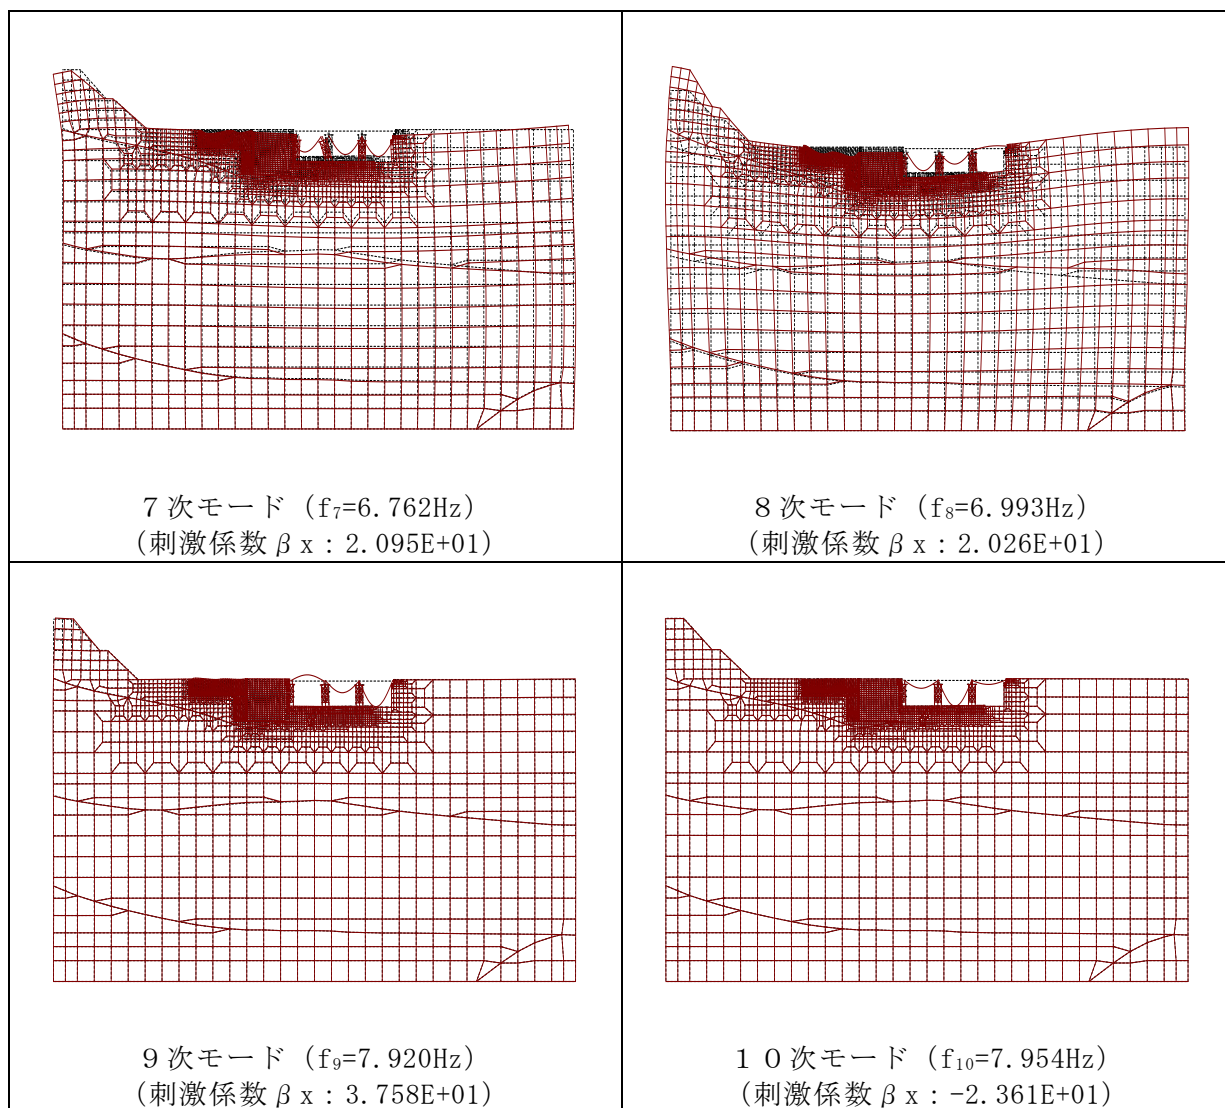 ７次モード（f₇=6.762Hz）
（刺激係数βx：2.095E+01）
８次モード（f₈=6.993Hz）
（刺激係数βx：2.026E+01）
９次モード（f₉=7.920Hz）
（刺激係数βx：3.758E+01）
１０次モード（f₁₀=7.954Hz）
（刺激係数βx：-2.361E+01）